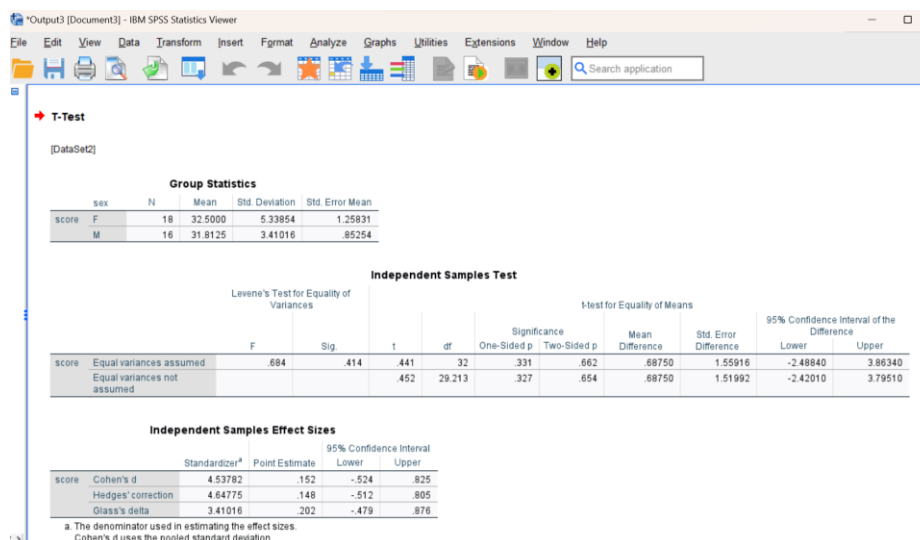 *Output3 [Document3] - IBM SPSS Statistics Viewer
File Edit View Data Transform Insert Format Analyze Graphs Utilities Extensions Window Help
Search application
T-Test
[DataSet2]
Group Statistics
sex N Mean Std. Deviation Std. Error Mean
score F 18 32.5000 5.33854 1.25831
M 16 31.8125 3.41016 .85254
Independent Samples Test
Levene's Test for Equality of Variances t-test for Equality of Means
F Sig. t df Significance One-Sided p Two-Sided p Mean Difference Std. Error Difference 95% Confidence Interval of the Difference Lower Upper
score Equal variances assumed .684 .414 .441 32 .331 .662 .68750 1.55916 -2.48840 3.86340
Equal variances not assumed .452 29.213 .327 .654 .68750 1.51992 -2.42010 3.79510
Independent Samples Effect Sizes
95% Confidence Interval
Standardizerᵃ Point Estimate Lower Upper
score Cohen's d 4.53782 .152 -.524 .825
Hedges' correction 4.64775 .148 -.512 .805
Glass's delta 3.41016 .202 -.479 .876
a. The denominator used in estimating the effect sizes.
Cohen's d uses the pooled standard deviation